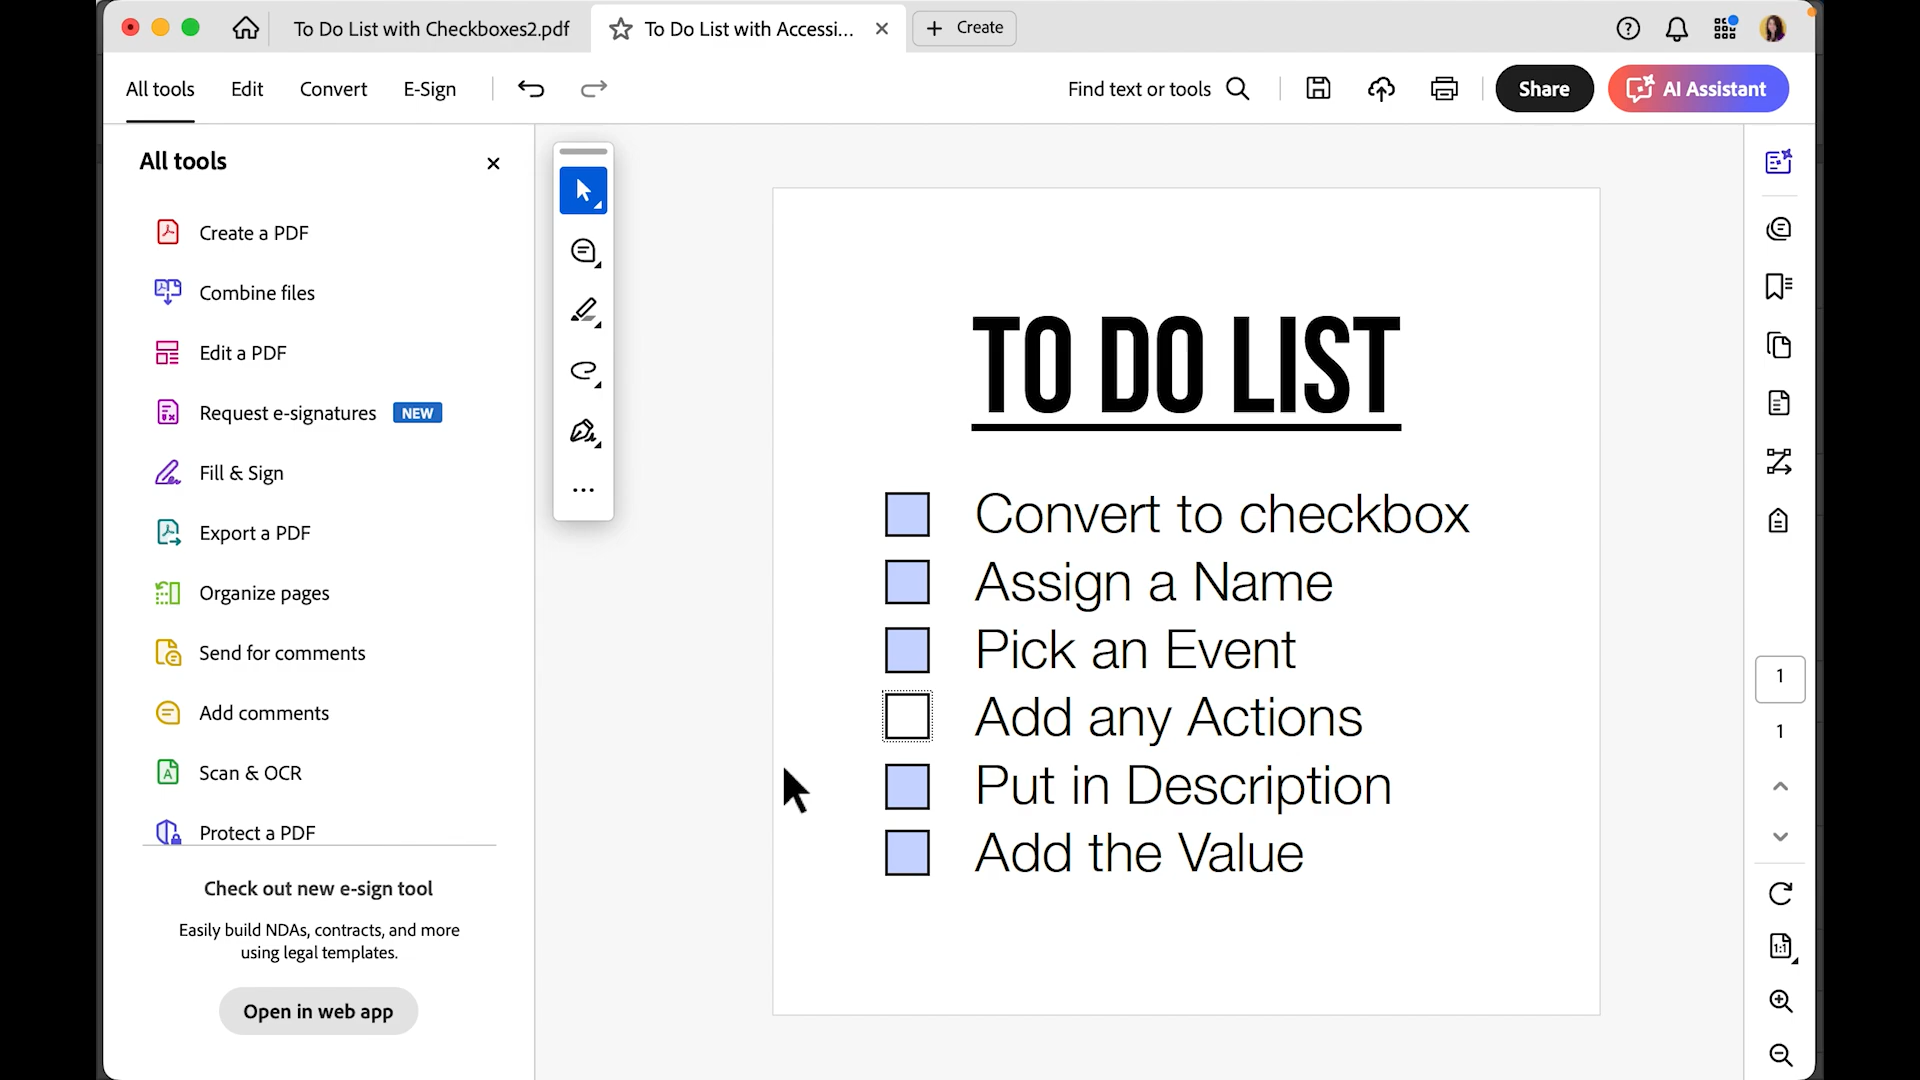 To Do List with Checkboxes2.pdf
To Do List with Accessi...
Create
All tools
Edit
Convert
E-Sign
Find text or tools
Share
AI Assistant
All tools
Create a PDF
Combine files
Edit a PDF
Request e-signatures NEW
Fill & Sign
Export a PDF
Organize pages
Send for comments
Add comments
Scan & OCR
Protect a PDF
Check out new e-sign tool
Easily build NDAs, contracts, and more
using legal templates.
Open in web app
TO DO LIST
Convert to checkbox
Assign a Name
Pick an Event
Add any Actions
Put in Description
Add the Value
1
1
1:1